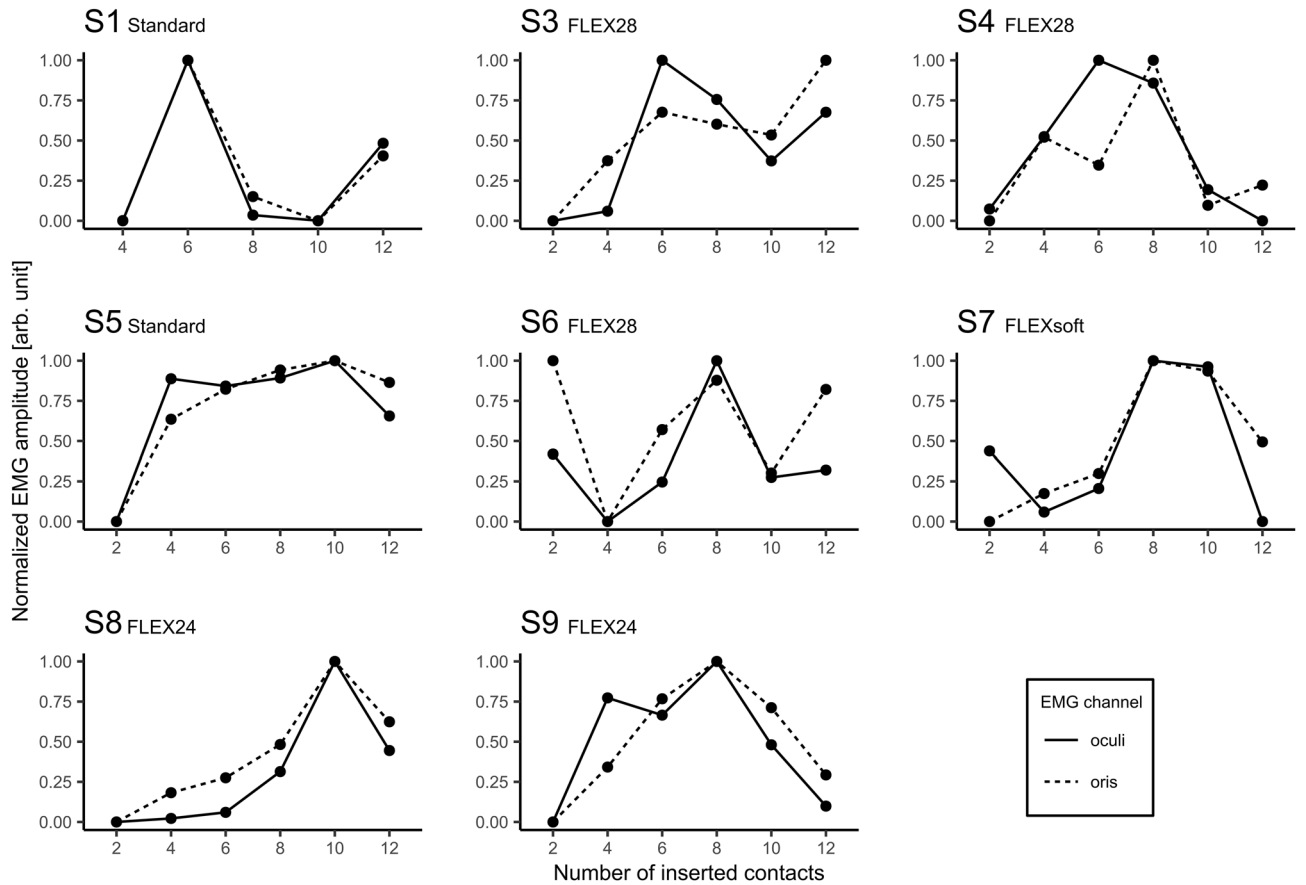 S1 Standard
S3 FLEX28
S4 FLEX28
1.00
0.75
0.50
0.25
0.00
4 6 8 10 12
1.00
0.75
0.50
0.25
0.00
2 4 6 8 10 12
1.00
0.75
0.50
0.25
0.00
2 4 6 8 10 12
Normalized EMG amplitude [arb. unit]
S5 Standard
S6 FLEX28
S7 FLEXsoft
1.00
0.75
0.50
0.25
0.00
2 4 6 8 10 12
1.00
0.75
0.50
0.25
0.00
2 4 6 8 10 12
1.00
0.75
0.50
0.25
0.00
2 4 6 8 10 12
S8 FLEX24
S9 FLEX24
1.00
0.75
0.50
0.25
0.00
2 4 6 8 10 12
1.00
0.75
0.50
0.25
0.00
2 4 6 8 10 12
EMG channel
oculi
oris
Number of inserted contacts